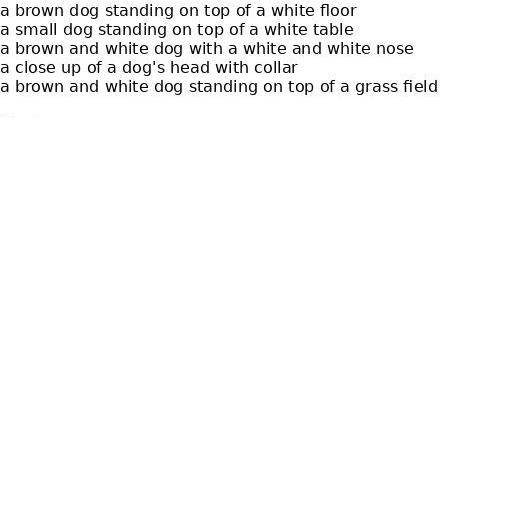 a brown dog standing on top of a white floor
a small dog standing on top of a white table
a brown and white dog with a white and white nose
a close up of a dog's head with collar
a brown and white dog standing on top of a grass field